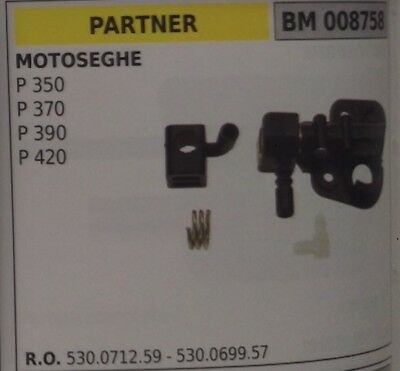 PARTNER
BM 008758
MOTOSEGHE
P 350
P 370
P 390
P 420
R.O. 530.0712.59 - 530.0699.57